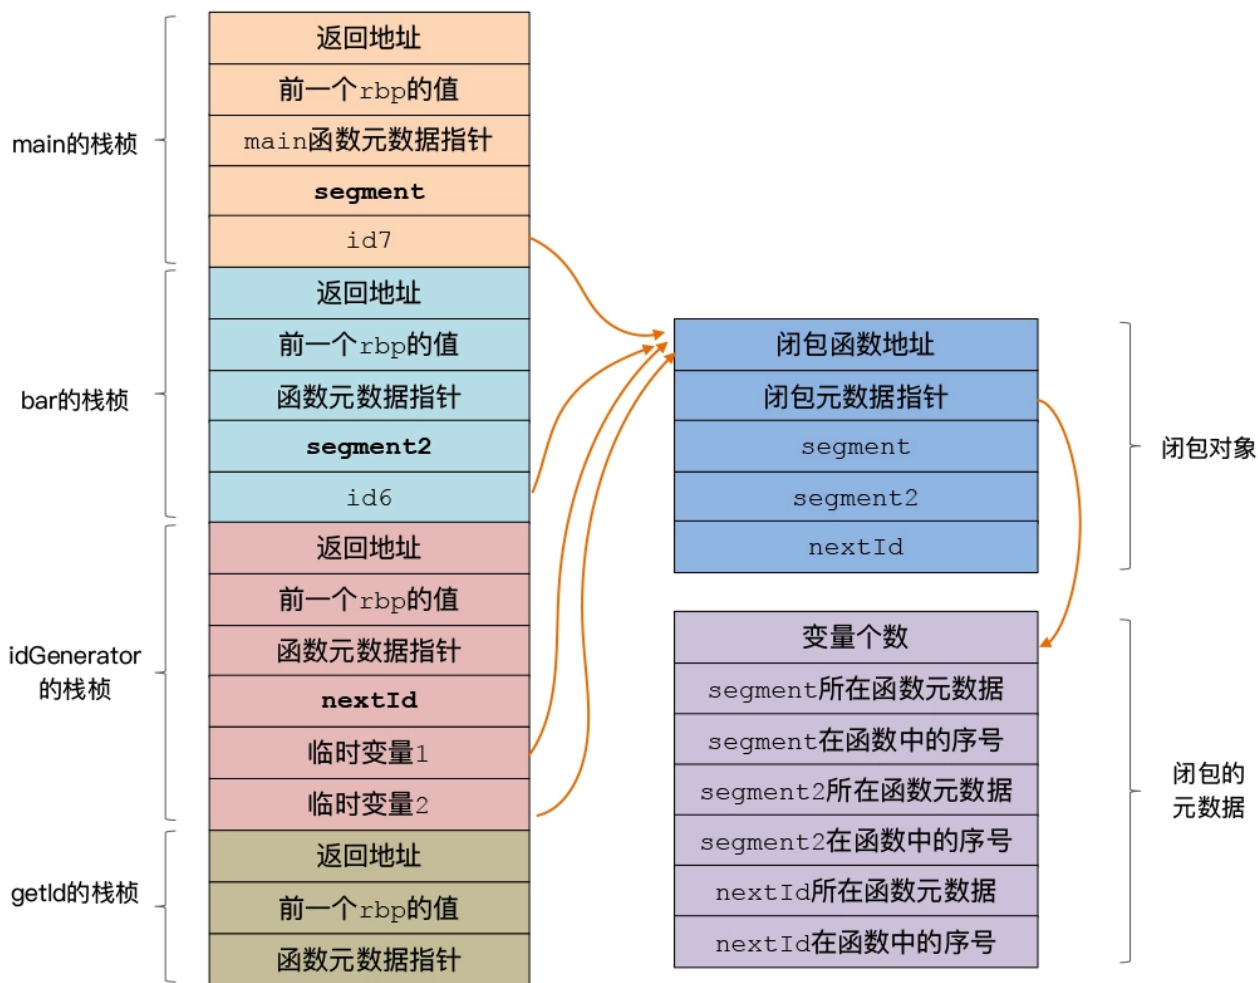 main的栈桢
返回地址
前一个rbp的值
main函数元数据指针
segment
id7
bar的栈桢
返回地址
前一个rbp的值
函数元数据指针
segment2
id6
idGenerator
的栈桢
返回地址
前一个rbp的值
函数元数据指针
nextId
临时变量1
临时变量2
getId的栈桢
返回地址
前一个rbp的值
函数元数据指针
闭包函数地址
闭包元数据指针
segment
segment2
nextId
闭包对象
变量个数
segment所在函数元数据
segment在函数中的序号
segment2所在函数元数据
segment2在函数中的序号
nextId所在函数元数据
nextId在函数中的序号
闭包的
元数据